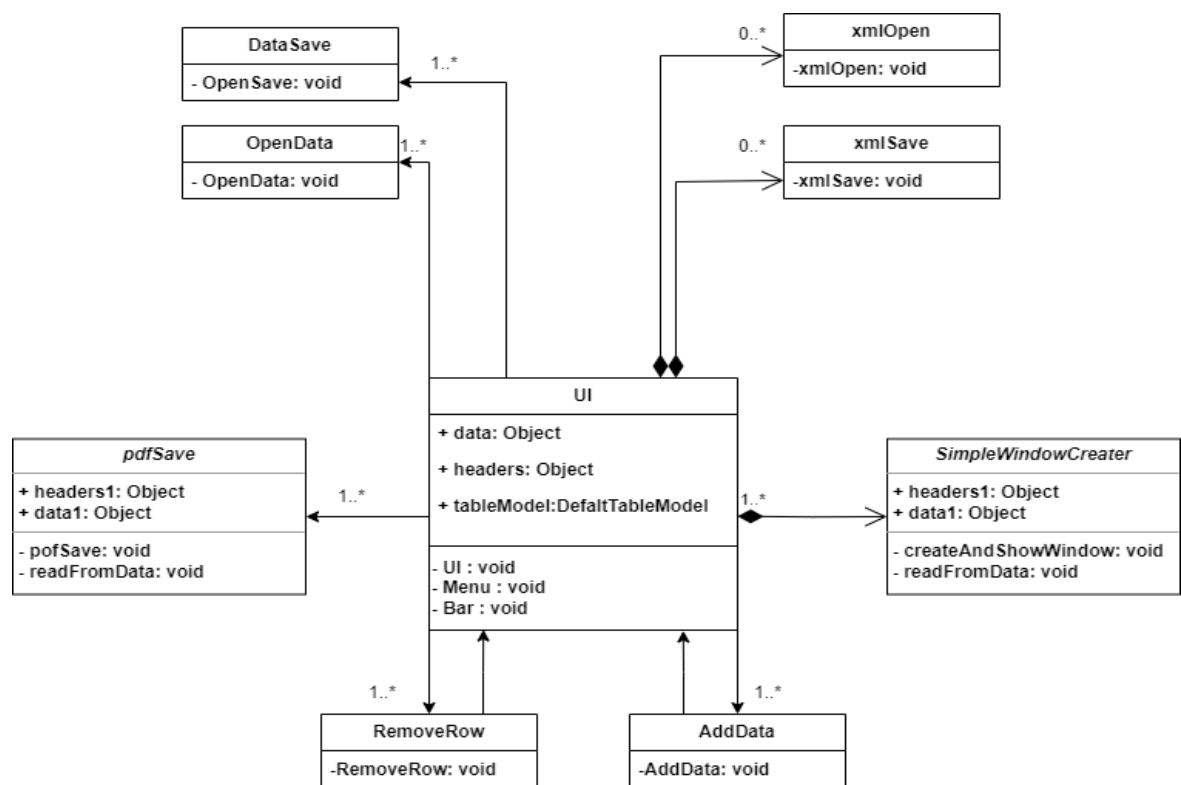 DataSave
- OpenSave: void
1..*
OpenData
- OpenData: void
1..*
0..*
xmlOpen
-xmlOpen: void
0..*
xmlSave
-xmlSave: void
UI
+ data: Object
+ headers: Object
+ tableModel:DefaltTableModel
- UI : void
- Menu : void
- Bar : void
pdfSave
+ headers1: Object
+ data1: Object
- pofSave: void
- readFromData: void
1..*
1..*
SimpleWindowCreater
+ headers1: Object
+ data1: Object
- createAndShowWindow: void
- readFromData: void
1..*
RemoveRow
-RemoveRow: void
1..*
AddData
-AddData: void